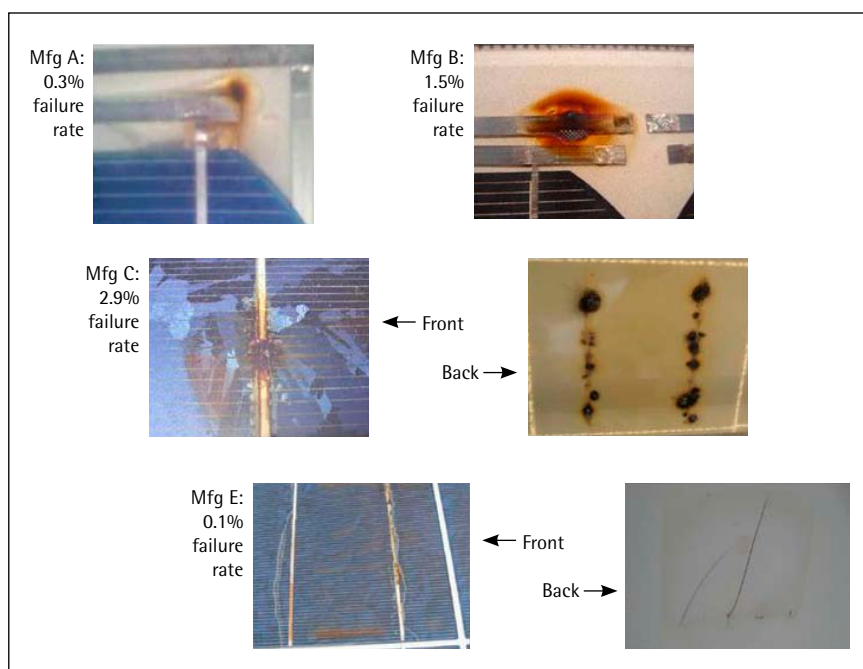 Mfg A:
0.3%
failure
rate
Mfg B:
1.5%
failure
rate
Mfg C:
2.9%
failure
rate
Front
Back
Mfg E:
0.1%
failure
rate
Front
Back